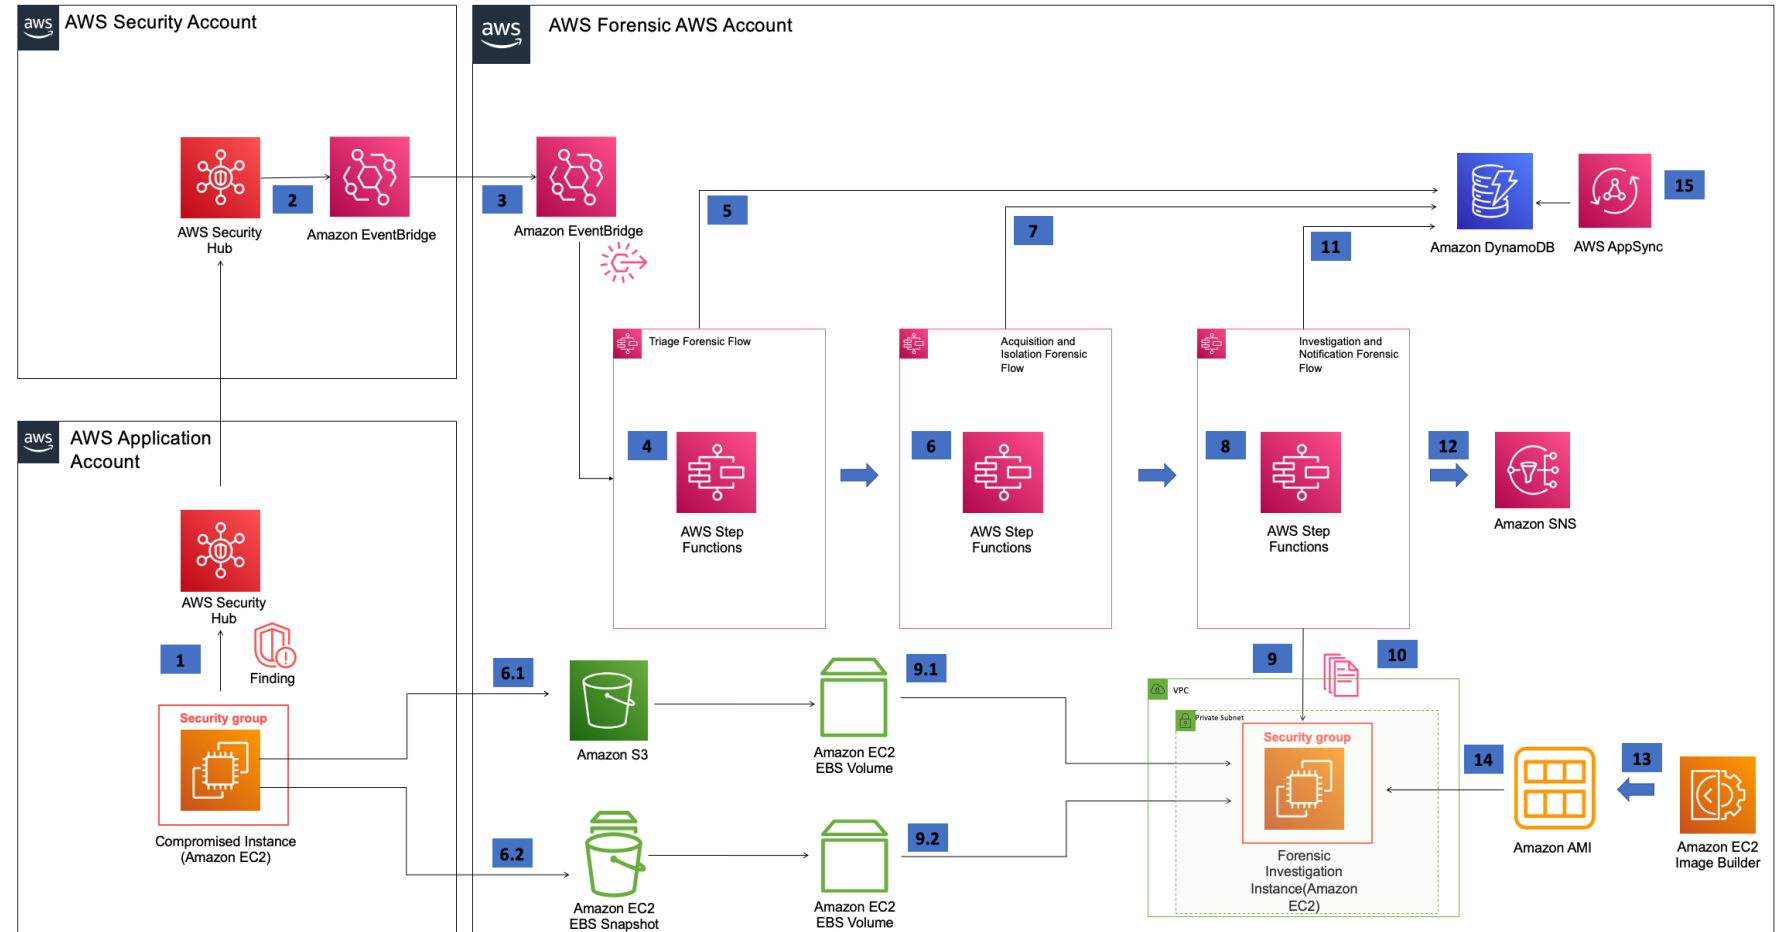 aws
AWS Security Account
AWS Security
Hub
2
Amazon EventBridge
aws
AWS Application
Account
AWS Security
Hub
1
Finding
Security group
Compromised Instance
(Amazon EC2)
aws
AWS Forensic AWS Account
3
Amazon EventBridge
5
7
11
Amazon DynamoDB
AWS AppSync
15
Triage Forensic Flow
4
AWS Step
Functions
Acquisition and
Isolation Forensic
Flow
6
AWS Step
Functions
Investigation and
Notification Forensic
Flow
8
AWS Step
Functions
12
Amazon SNS
6.1
Amazon S3
Amazon EC2
EBS Volume
9.1
6.2
Amazon EC2
EBS Snapshot
Amazon EC2
EBS Volume
9.2
9
10
VPC
Private Subnet
Security group
Forensic
Investigation
Instance(Amazon
EC2)
14
Amazon AMI
13
Amazon EC2
Image Builder